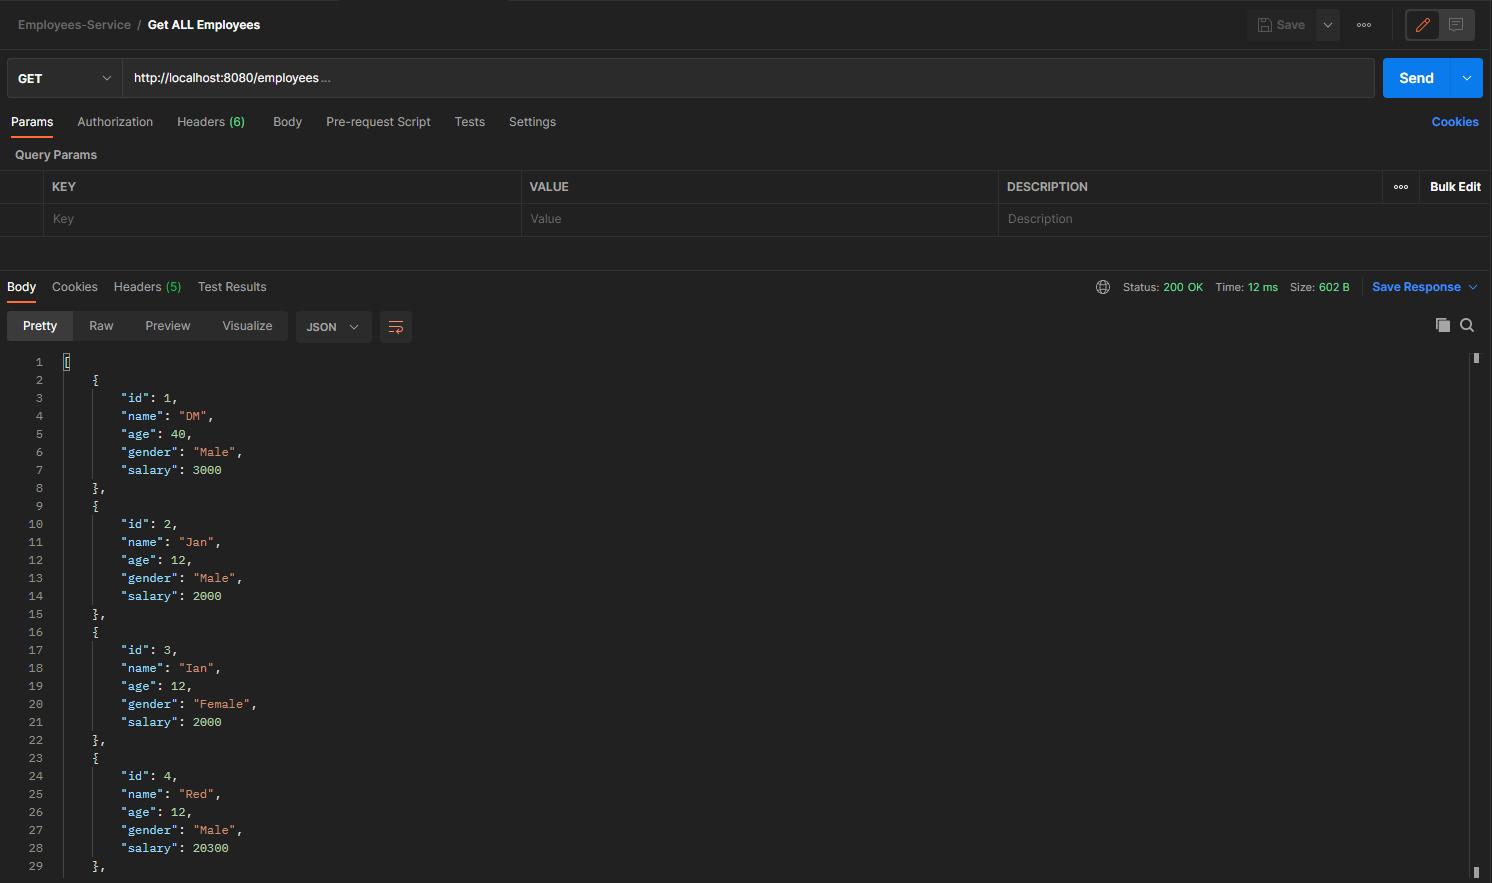 Employees-Service / Get ALL Employees
Save
GET
http://localhost:8080/employees ...
Send
Params Authorization Headers (6) Body Pre-request Script Tests Settings
Cookies
Query Params
KEY VALUE DESCRIPTION
Bulk Edit
Key Value Description
Body Cookies Headers (5) Test Results
Status: 200 OK Time: 12 ms Size: 602 B Save Response
Pretty Raw Preview Visualize JSON
1 [
2 {
3 "id": 1,
4 "name": "DM",
5 "age": 40,
6 "gender": "Male",
7 "salary": 3000
8 },
9 {
10 "id": 2,
11 "name": "Jan",
12 "age": 12,
13 "gender": "Male",
14 "salary": 2000
15 },
16 {
17 "id": 3,
18 "name": "Ian",
19 "age": 12,
20 "gender": "Female",
21 "salary": 2000
22 },
23 {
24 "id": 4,
25 "name": "Red",
26 "age": 12,
27 "gender": "Male",
28 "salary": 20300
29 },